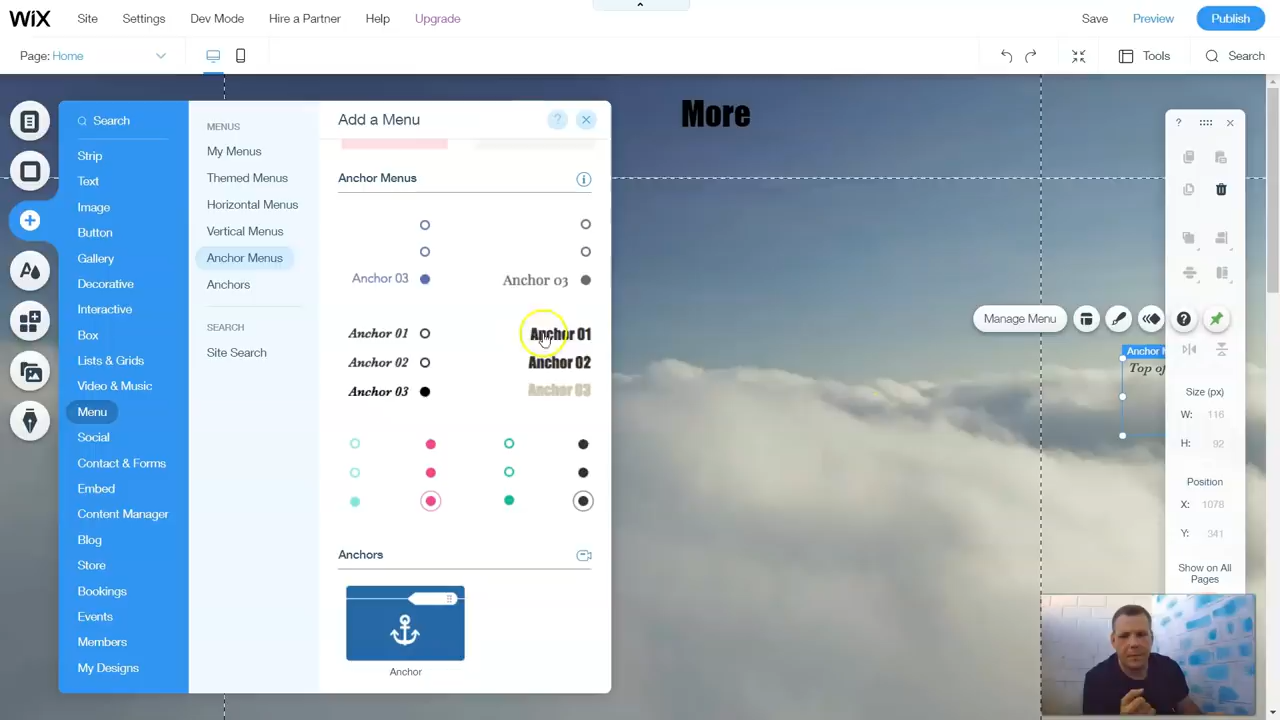 WiX Site Settings Dev Mode Hire a Partner Help Upgrade Save Preview Publish
Page: Home Tools Search
Search
Strip
Text
Image
Button
Gallery
Decorative
Interactive
Box
Lists & Grids
Video & Music
Menu
Social
Contact & Forms
Embed
Content Manager
Blog
Store
Bookings
Events
Members
My Designs
MENUS
My Menus
Themed Menus
Horizontal Menus
Vertical Menus
Anchor Menus
Anchors
SEARCH
Site Search
Add a Menu ?
Anchor Menus
Anchor 03 Anchor 03
Anchor 01 Anchor 01
Anchor 02 Anchor 02
Anchor 03 Anchor 03
Anchors
Anchor
More
Manage Menu ?
Anchor
Top of
?
Size (px)
W: 116
H: 92
Position
X: 1078
Y: 341
Show on All
Pages